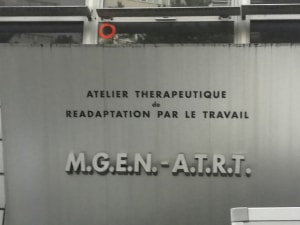 ATELIER THERAPEUTIQUE
de
READAPTATION PAR LE TRAVAIL
M.G.E.N.-A.T.R.T.